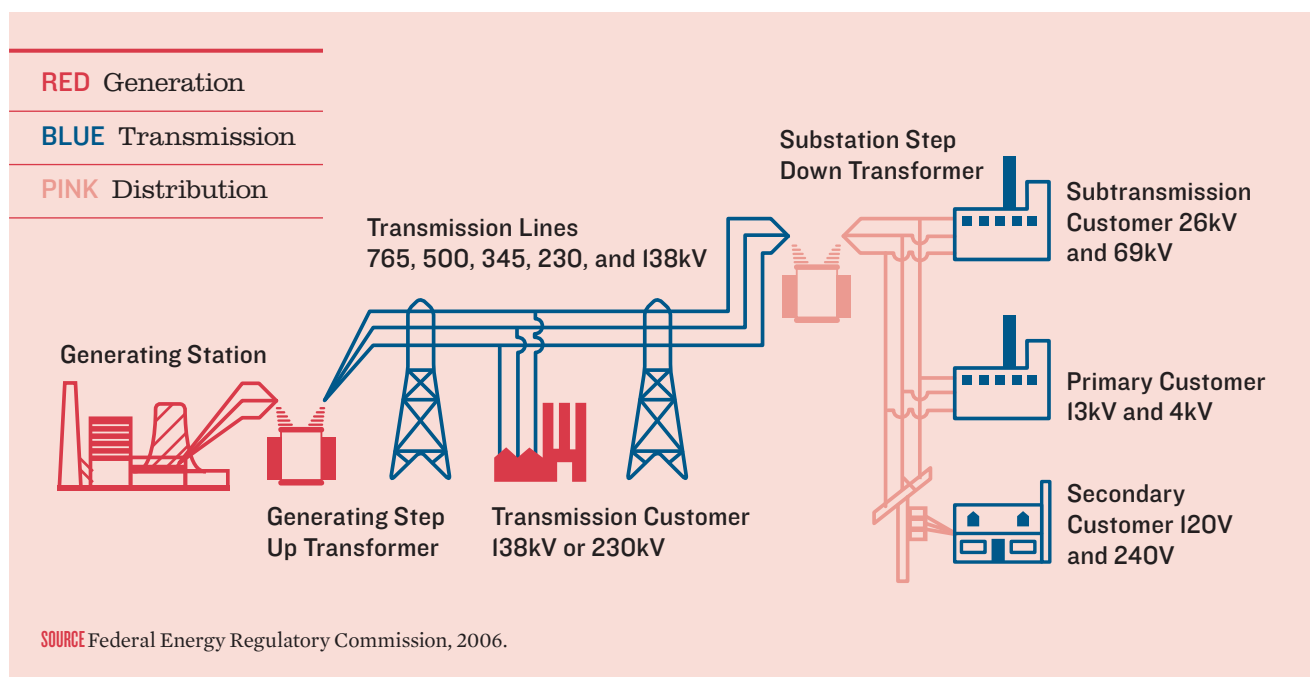 RED Generation
BLUE Transmission
PINK Distribution
Substation Step
Down Transformer
Subtransmission
Customer 26kV
and 69kV
Transmission Lines
765, 500, 345, 230, and 138kV
Generating Station
Primary Customer
13kV and 4kV
Generating Step
Up Transformer
Transmission Customer
138kV or 230kV
Secondary
Customer 120V
and 240V
SOURCE Federal Energy Regulatory Commission, 2006.